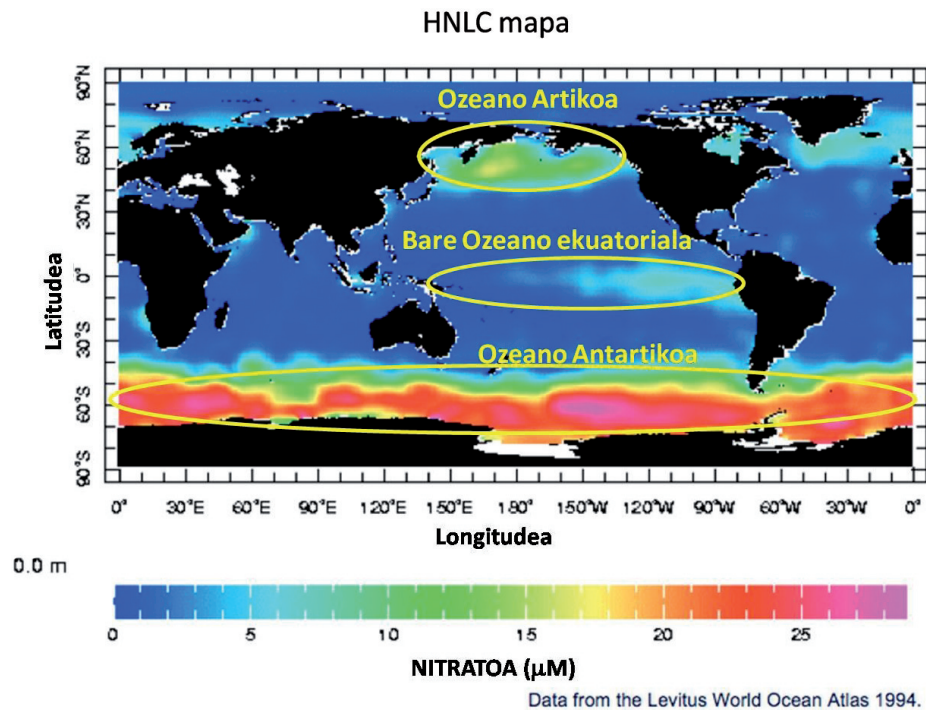 HNLC mapa
90°N
60°N
30°N
0°
30°S
60°S
90°S
Latitudea
Ozeano Artikoa
Bare Ozeano ekuatoriala
Ozeano Antartikoa
0° 30°E 60°E 90°E 120°E 150°E 180° 150°W 120°W 90°W 60°W 30°W 0°
Longitudea
0.0 m
0 5 10 15 20 25
NITRATOA (µM)
Data from the Levitus World Ocean Atlas 1994.